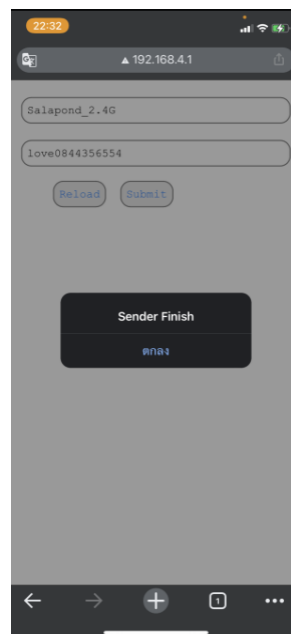 22:32
192.168.4.1
Salapond_2.4G
love0844356554
Reload Submit
Sender Finish
ตกลง
1